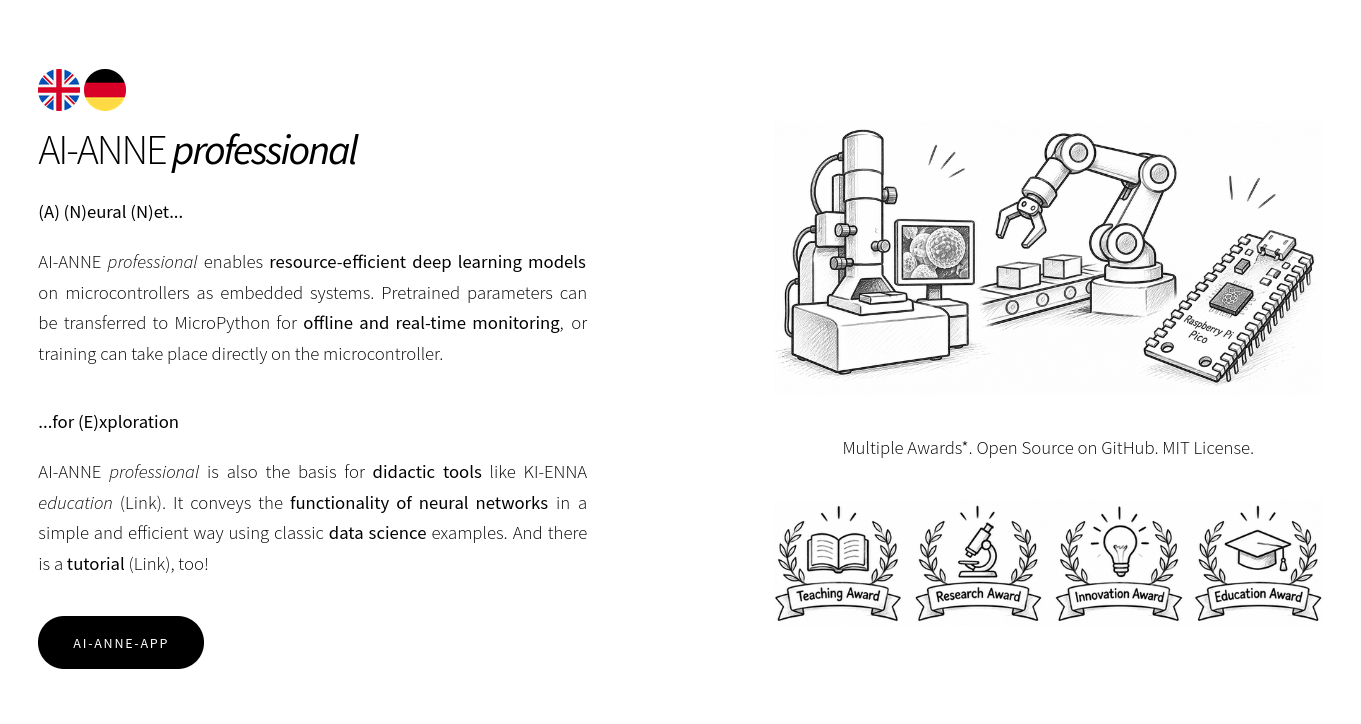 AI-ANNE professional
(A) (N)eural (N)et...
AI-ANNE professional enables resource-efficient deep learning models
on microcontrollers as embedded systems. Pretrained parameters can
be transferred to MicroPython for offline and real-time monitoring, or
training can take place directly on the microcontroller.
...for (E)xploration
AI-ANNE professional is also the basis for didactic tools like KI-ENNA
education (Link). It conveys the functionality of neural networks in a
simple and efficient way using classic data science examples. And there
is a tutorial (Link), too!
AI-ANNE-APP
Raspberry Pi
Pico
Multiple Awards*. Open Source on GitHub. MIT License.
Teaching Award
Research Award
Innovation Award
Education Award